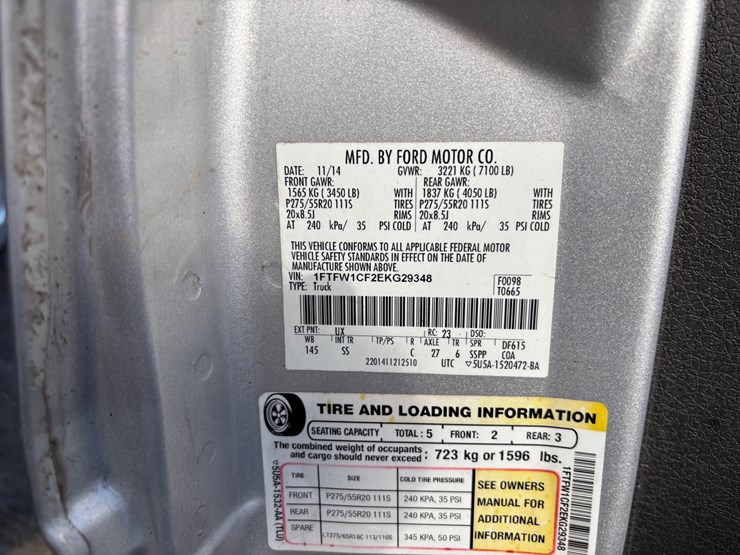 MFD. BY FORD MOTOR CO.
DATE: 11/14 GVWR: 3221 KG ( 7100 LB)
FRONT GAWR: REAR GAWR:
1565 KG ( 3450 LB) WITH 1837 KG ( 4050 LB) WITH
P275/55R20 111S TIRES P275/55R20 111S TIRES
20x8.5J RIMS 20x8.5J RIMS
AT 240 kPa/ 35 PSI COLD AT 240 kPa/ 35 PSI COLD
THIS VEHICLE CONFORMS TO ALL APPLICABLE FEDERAL MOTOR
VEHICLE SAFETY STANDARDS IN EFFECT ON THE DATE OF
MANUFACTURE SHOWN ABOVE.
VIN: 1FTFW1CF2EKG29348
TYPE: Truck
F0098
T0665
EXT PNT: UX RC: 23 DSO:
WB INT TR TP/PS R AXLE TR SPR DF615
145 SS C 27 6 SSPP COA
2201411212510 UTC ▽5U5A-1520472-BA
TIRE AND LOADING INFORMATION
SEATING CAPACITY TOTAL : 5 FRONT: 2 REAR: 3
The combined weight of occupants
and cargo should never exceed : 723 kg or 1596 lbs.
TIRE SIZE COLD TIRE PRESSURE
FRONT P275/55R20 111S 240 KPA, 35 PSI
REAR P275/55R20 111S 240 KPA, 35 PSI
SPARE LT275/65R18C 113/110S 345 KPA, 50 PSI
SEE OWNERS
MANUAL FOR
ADDITIONAL
INFORMATION
▽5U5A-1532-AA (TLU)
1FTFW1CF2EKG29348